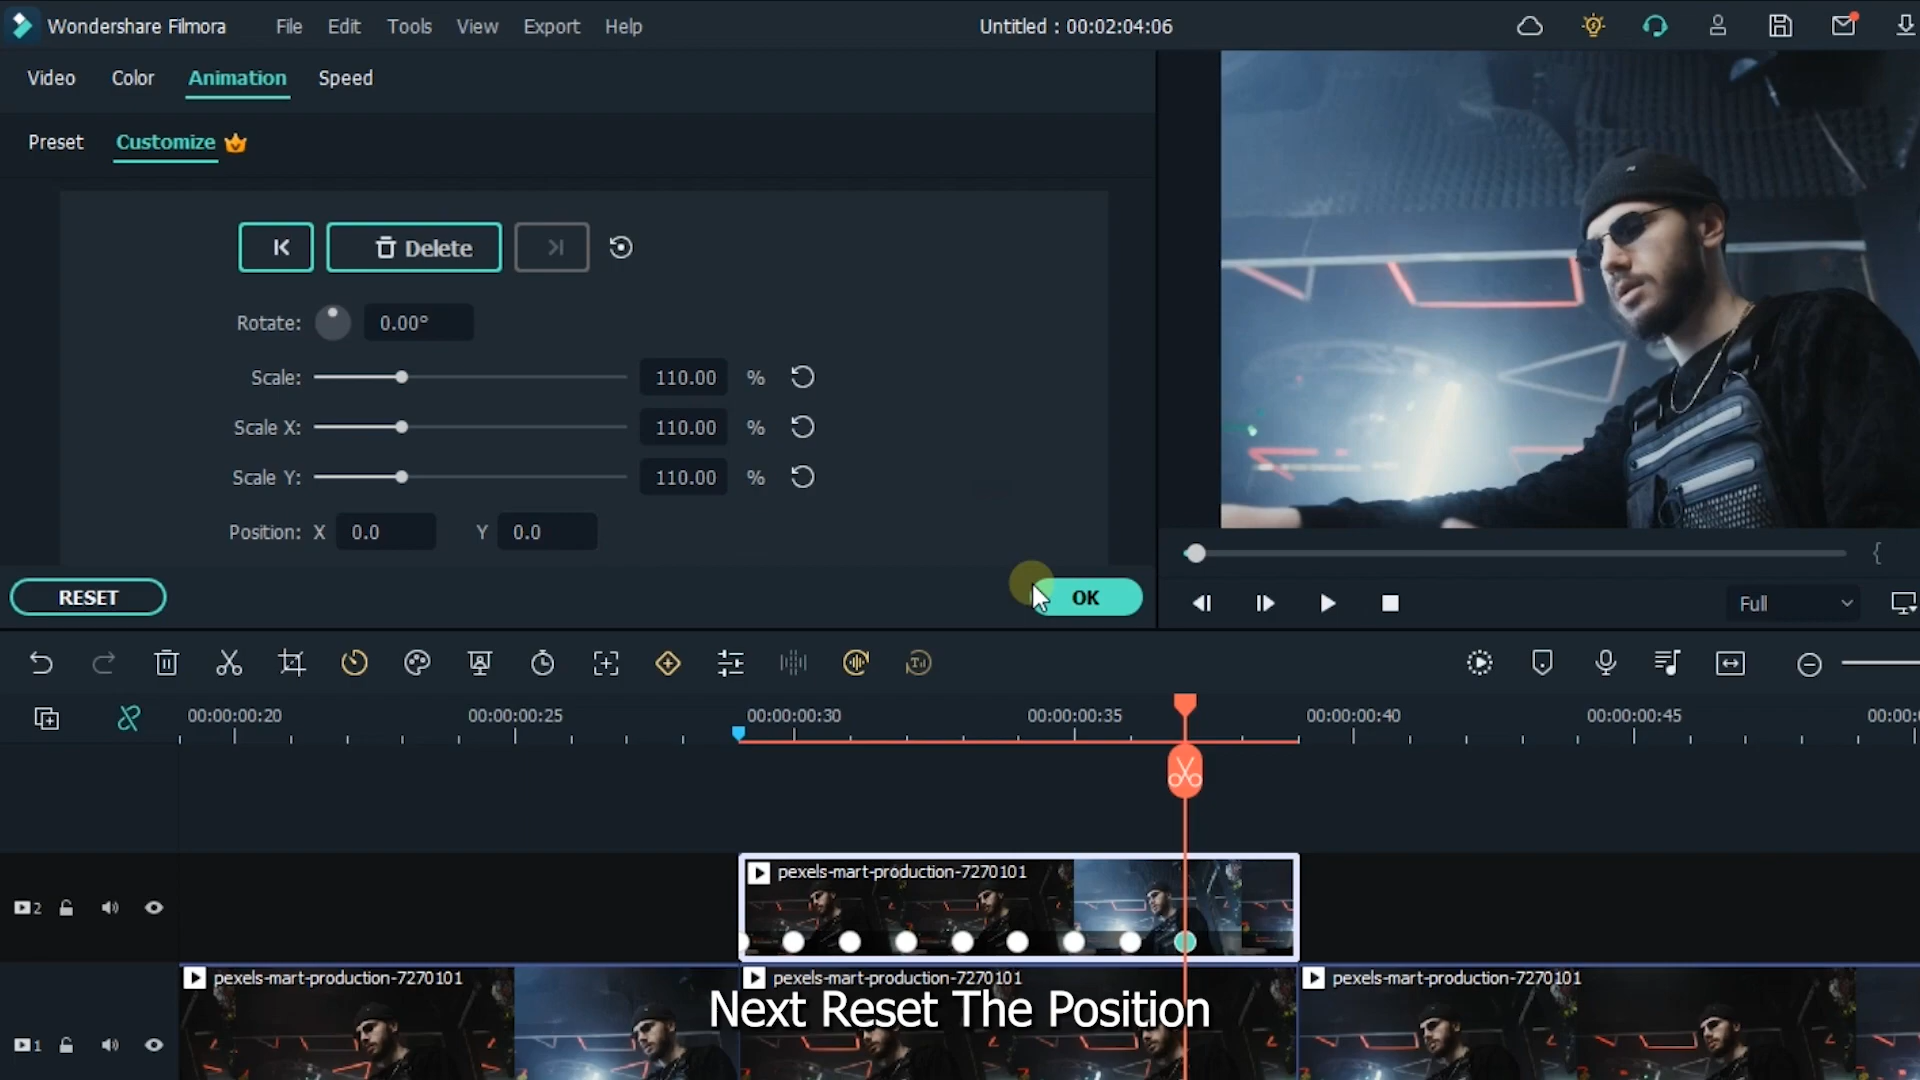 Wondershare Filmora File Edit Tools View Export Help Untitled : 00:02:04:06
Video Color Animation Speed
Preset Customize
Delete
Rotate: 0.00°
Scale: 110.00 %
Scale X: 110.00 %
Scale Y: 110.00 %
Position: X 0.0 Y 0.0
RESET OK
Full
00:00:00:20 00:00:00:25 00:00:00:30 00:00:00:35 00:00:00:40 00:00:00:45
pexels-mart-production-7270101
2
pexels-mart-production-7270101 pexels-mart-production-7270101 pexels-mart-production-7270101
Next Reset The Position
1